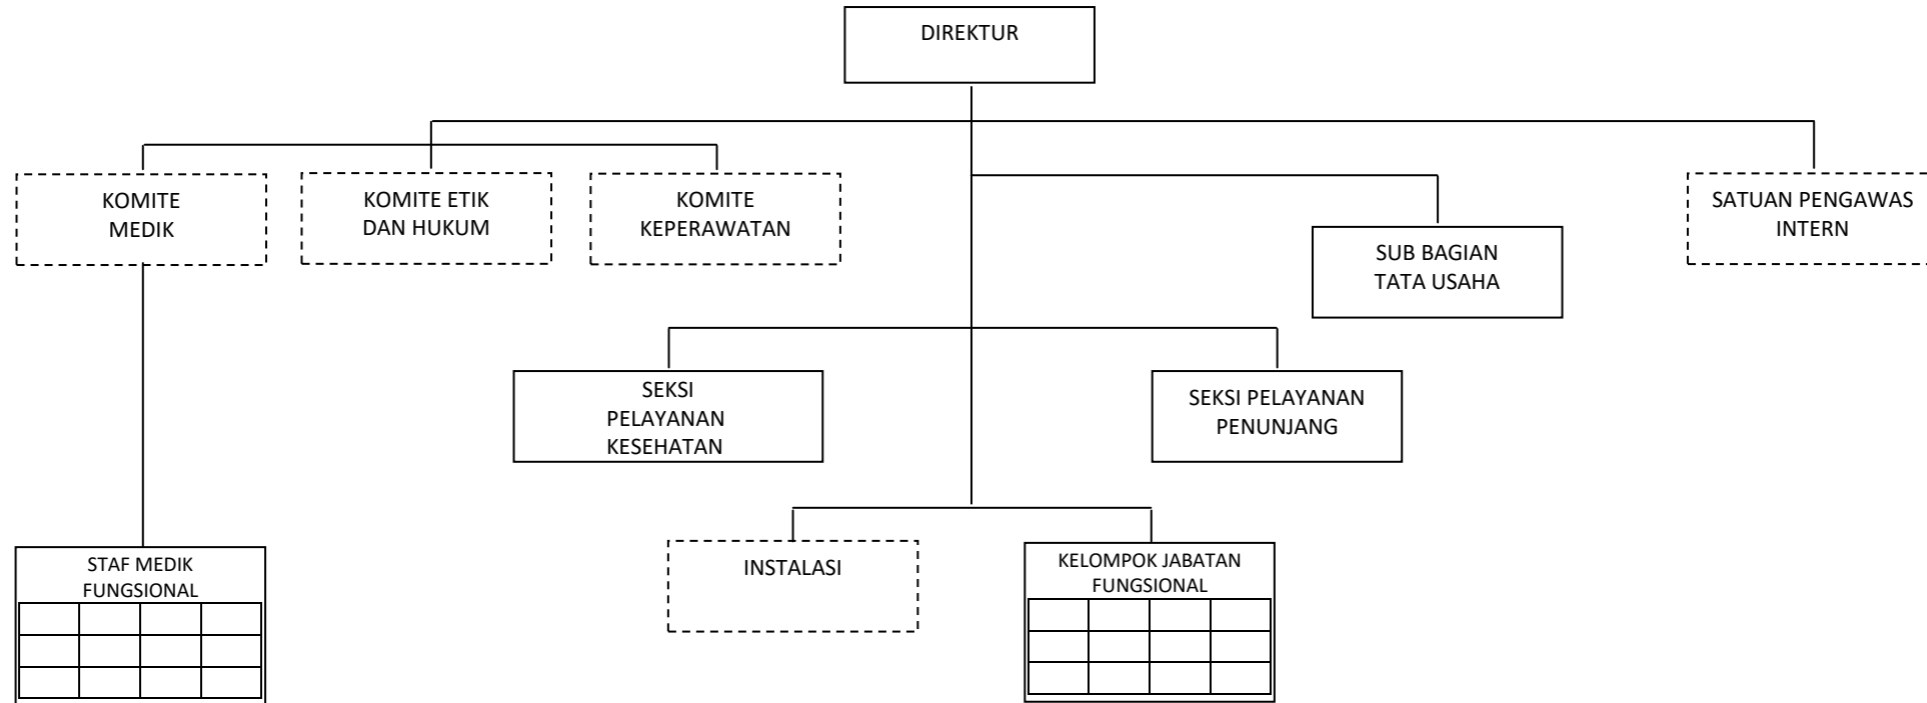 DIREKTUR
KOMITE
MEDIK
KOMITE ETIK
DAN HUKUM
KOMITE
KEPERAWATAN
SATUAN PENGAWAS
INTERN
SUB BAGIAN
TATA USAHA
SEKSI
PELAYANAN
KESEHATAN
SEKSI PELAYANAN
PENUNJANG
STAF MEDIK
FUNGSIONAL
INSTALASI
KELOMPOK JABATAN
FUNGSIONAL